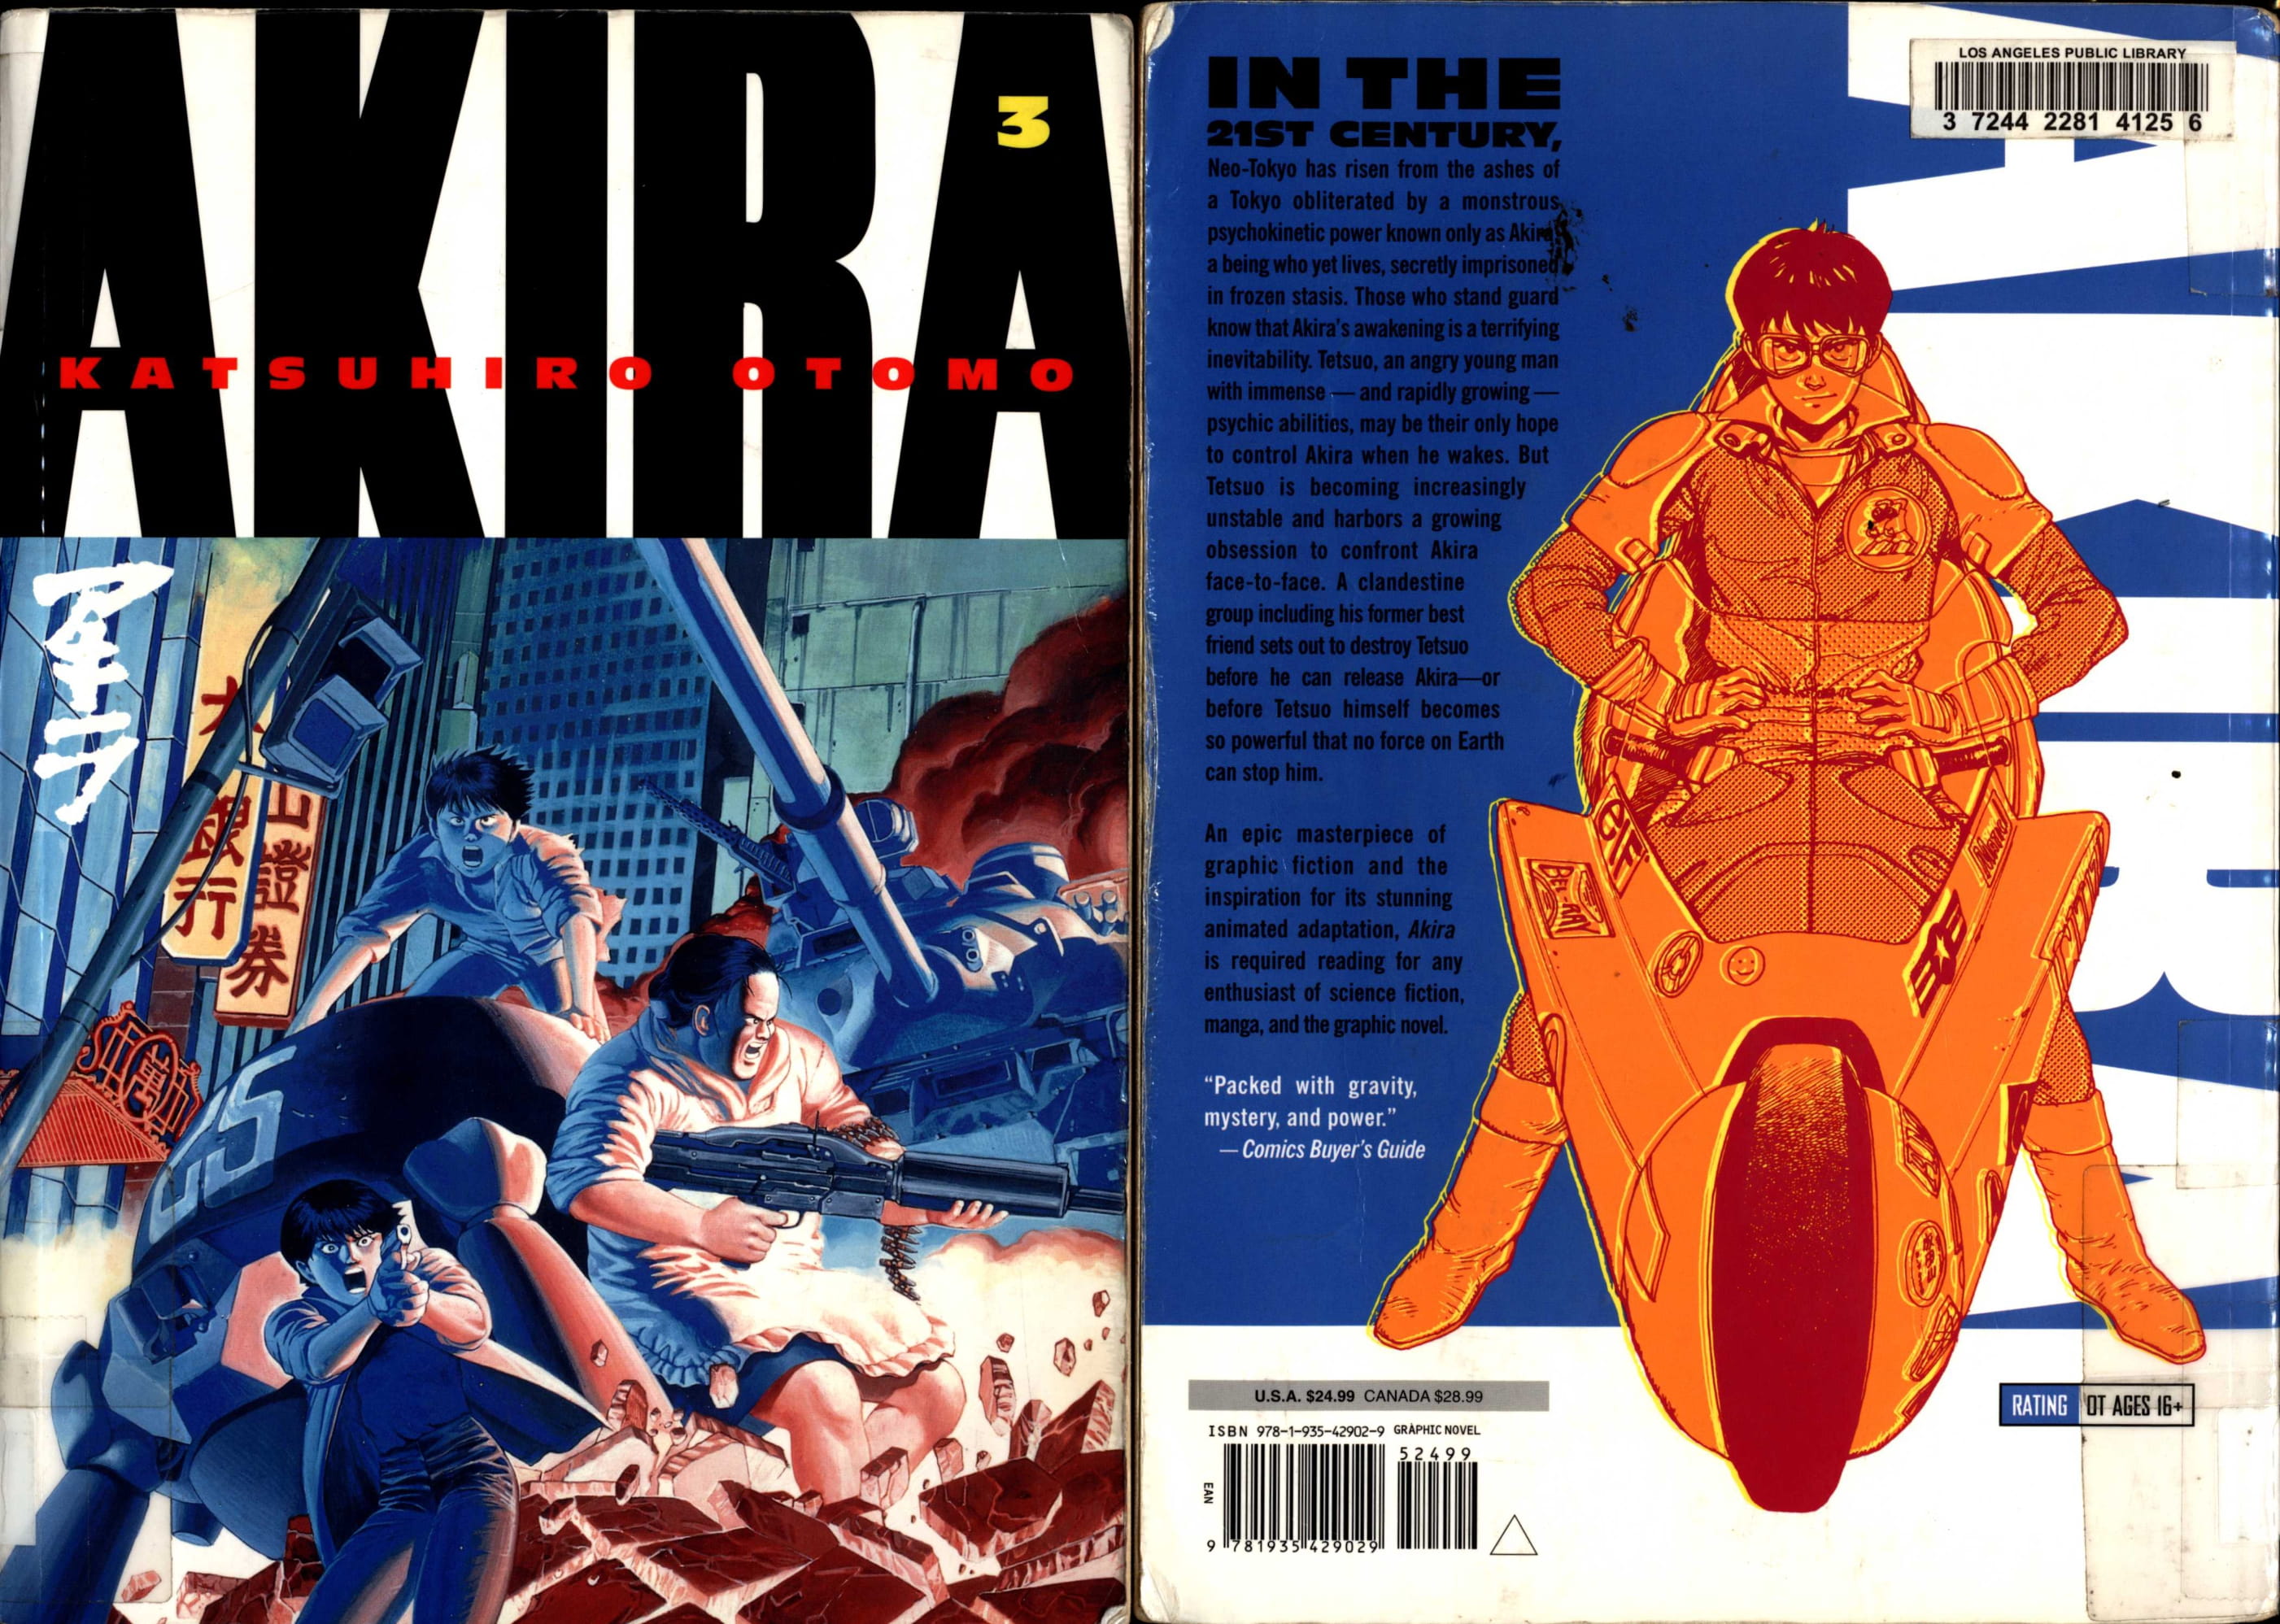 AKIRA
3
KATSUHIRO OTOMO
アキラ
大
銀
行
山
證
券
IN THE
21ST CENTURY,
Neo-Tokyo has risen from the ashes of
a Tokyo obliterated by a monstrous
psychokinetic power known only as Akira,
a being who yet lives, secretly imprisoned
in frozen stasis. Those who stand guard
know that Akira's awakening is a terrifying
inevitability. Tetsuo, an angry young man
with immense — and rapidly growing —
psychic abilities, may be their only hope
to control Akira when he wakes. But
Tetsuo is becoming increasingly
unstable and harbors a growing
obsession to confront Akira
face-to-face. A clandestine
group including his former best
friend sets out to destroy Tetsuo
before he can release Akira—or
before Tetsuo himself becomes
so powerful that no force on Earth
can stop him.
An epic masterpiece of
graphic fiction and the
inspiration for its stunning
animated adaptation, Akira
is required reading for any
enthusiast of science fiction,
manga, and the graphic novel.
“Packed with gravity,
mystery, and power.”
— Comics Buyer's Guide
LOS ANGELES PUBLIC LIBRARY
3 7244 2281 4125 6
elf
BEL-RAY
U.S.A. $24.99 CANADA $28.99
ISBN 978-1-935-42902-9 GRAPHIC NOVEL
52499
EAN
9 781935 429029
RATING OT AGES 16+